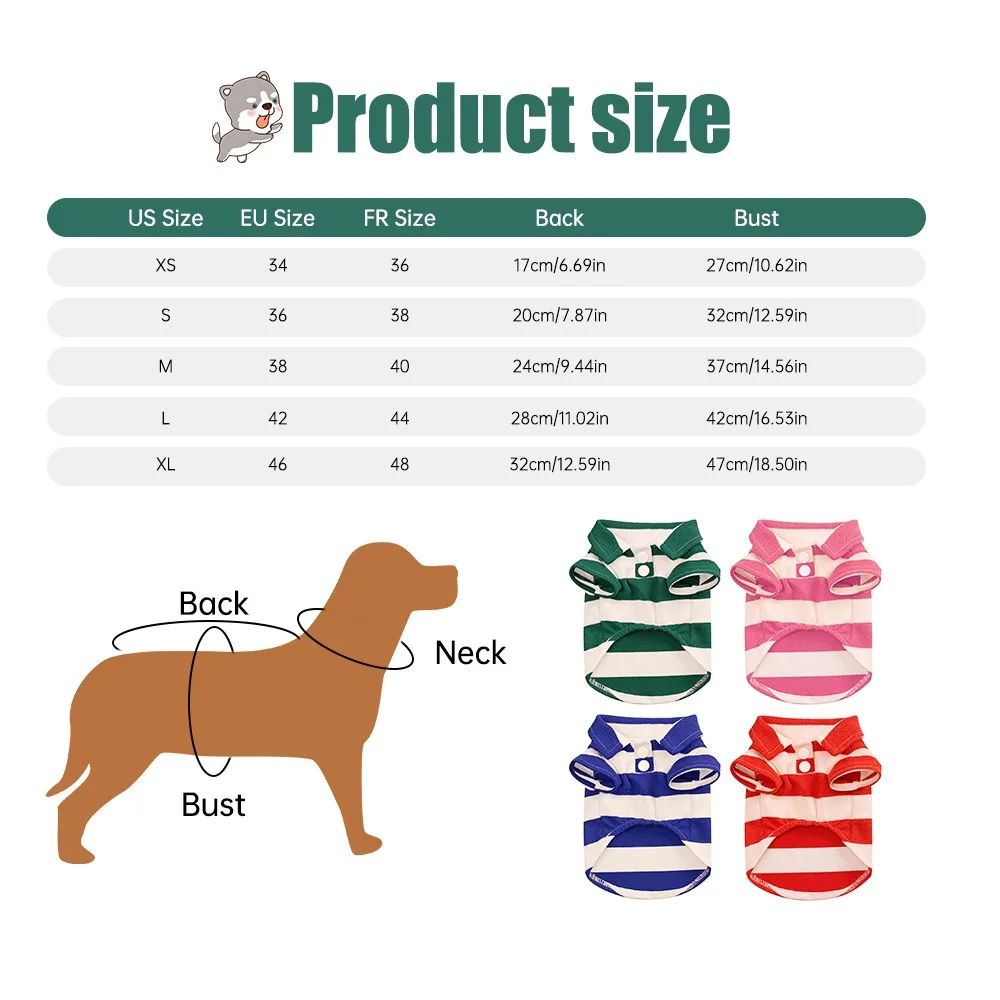 Product size
US Size EU Size FR Size Back Bust
XS 34 36 17cm/6.69in 27cm/10.62in
S 36 38 20cm/7.87in 32cm/12.59in
M 38 40 24cm/9.44in 37cm/14.56in
L 42 44 28cm/11.02in 42cm/16.53in
XL 46 48 32cm/12.59in 47cm/18.50in
Back
Neck
Bust